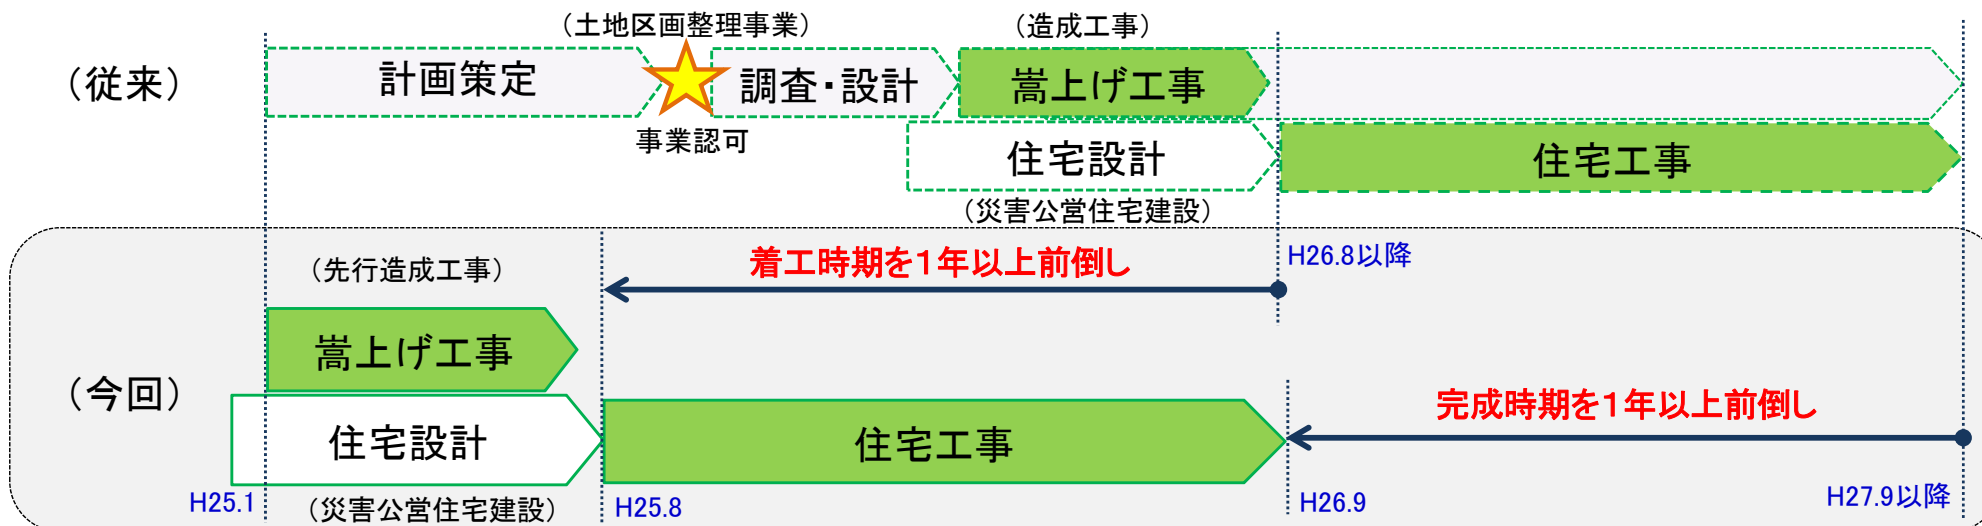 （土地区画整理事業）
（造成工事）
（従来）
計画策定
調査・設計
嵩上げ工事
事業認可
住宅設計
住宅工事
（災害公営住宅建設）
（先行造成工事）
着工時期を１年以上前倒し
H26.8以降
嵩上げ工事
（今回）
完成時期を１年以上前倒し
住宅設計
住宅工事
H25.1
（災害公営住宅建設）
H25.8
H26.9
H27.9以降